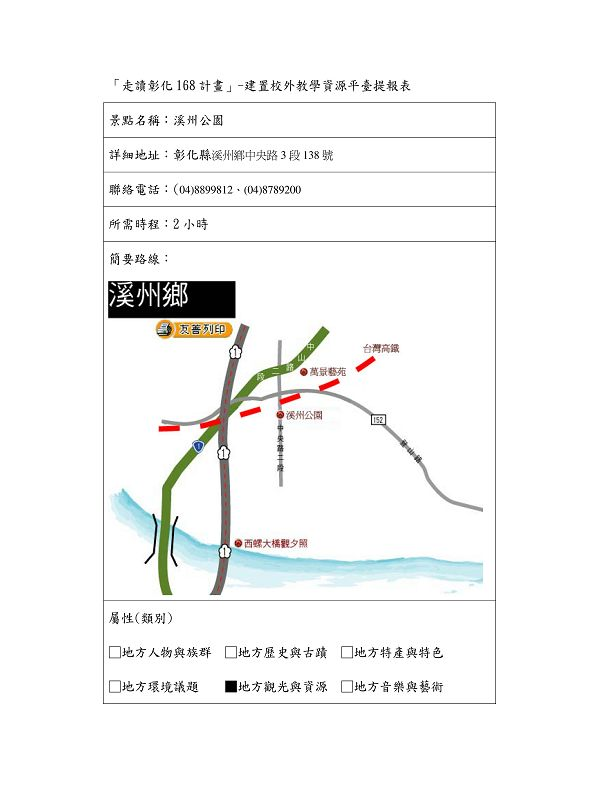 「走讀彰化168計畫」-建置校外教學資源平臺提報表
景點名稱：溪州公園
詳細地址：彰化縣溪州鄉中央路3段138號
聯絡電話：(04)8899812、(04)8789200
所需時程：2小時
簡要路線：
溪州鄉
友善列印
1
中山路二段
台灣高鐵
萬景藝苑
溪州公園
152
中央路二段
1
1
西螺大橋觀夕照
1
屬性(類別)
□地方人物與族群 □地方歷史與古蹟 □地方特產與特色
□地方環境議題 ■地方觀光與資源 □地方音樂與藝術